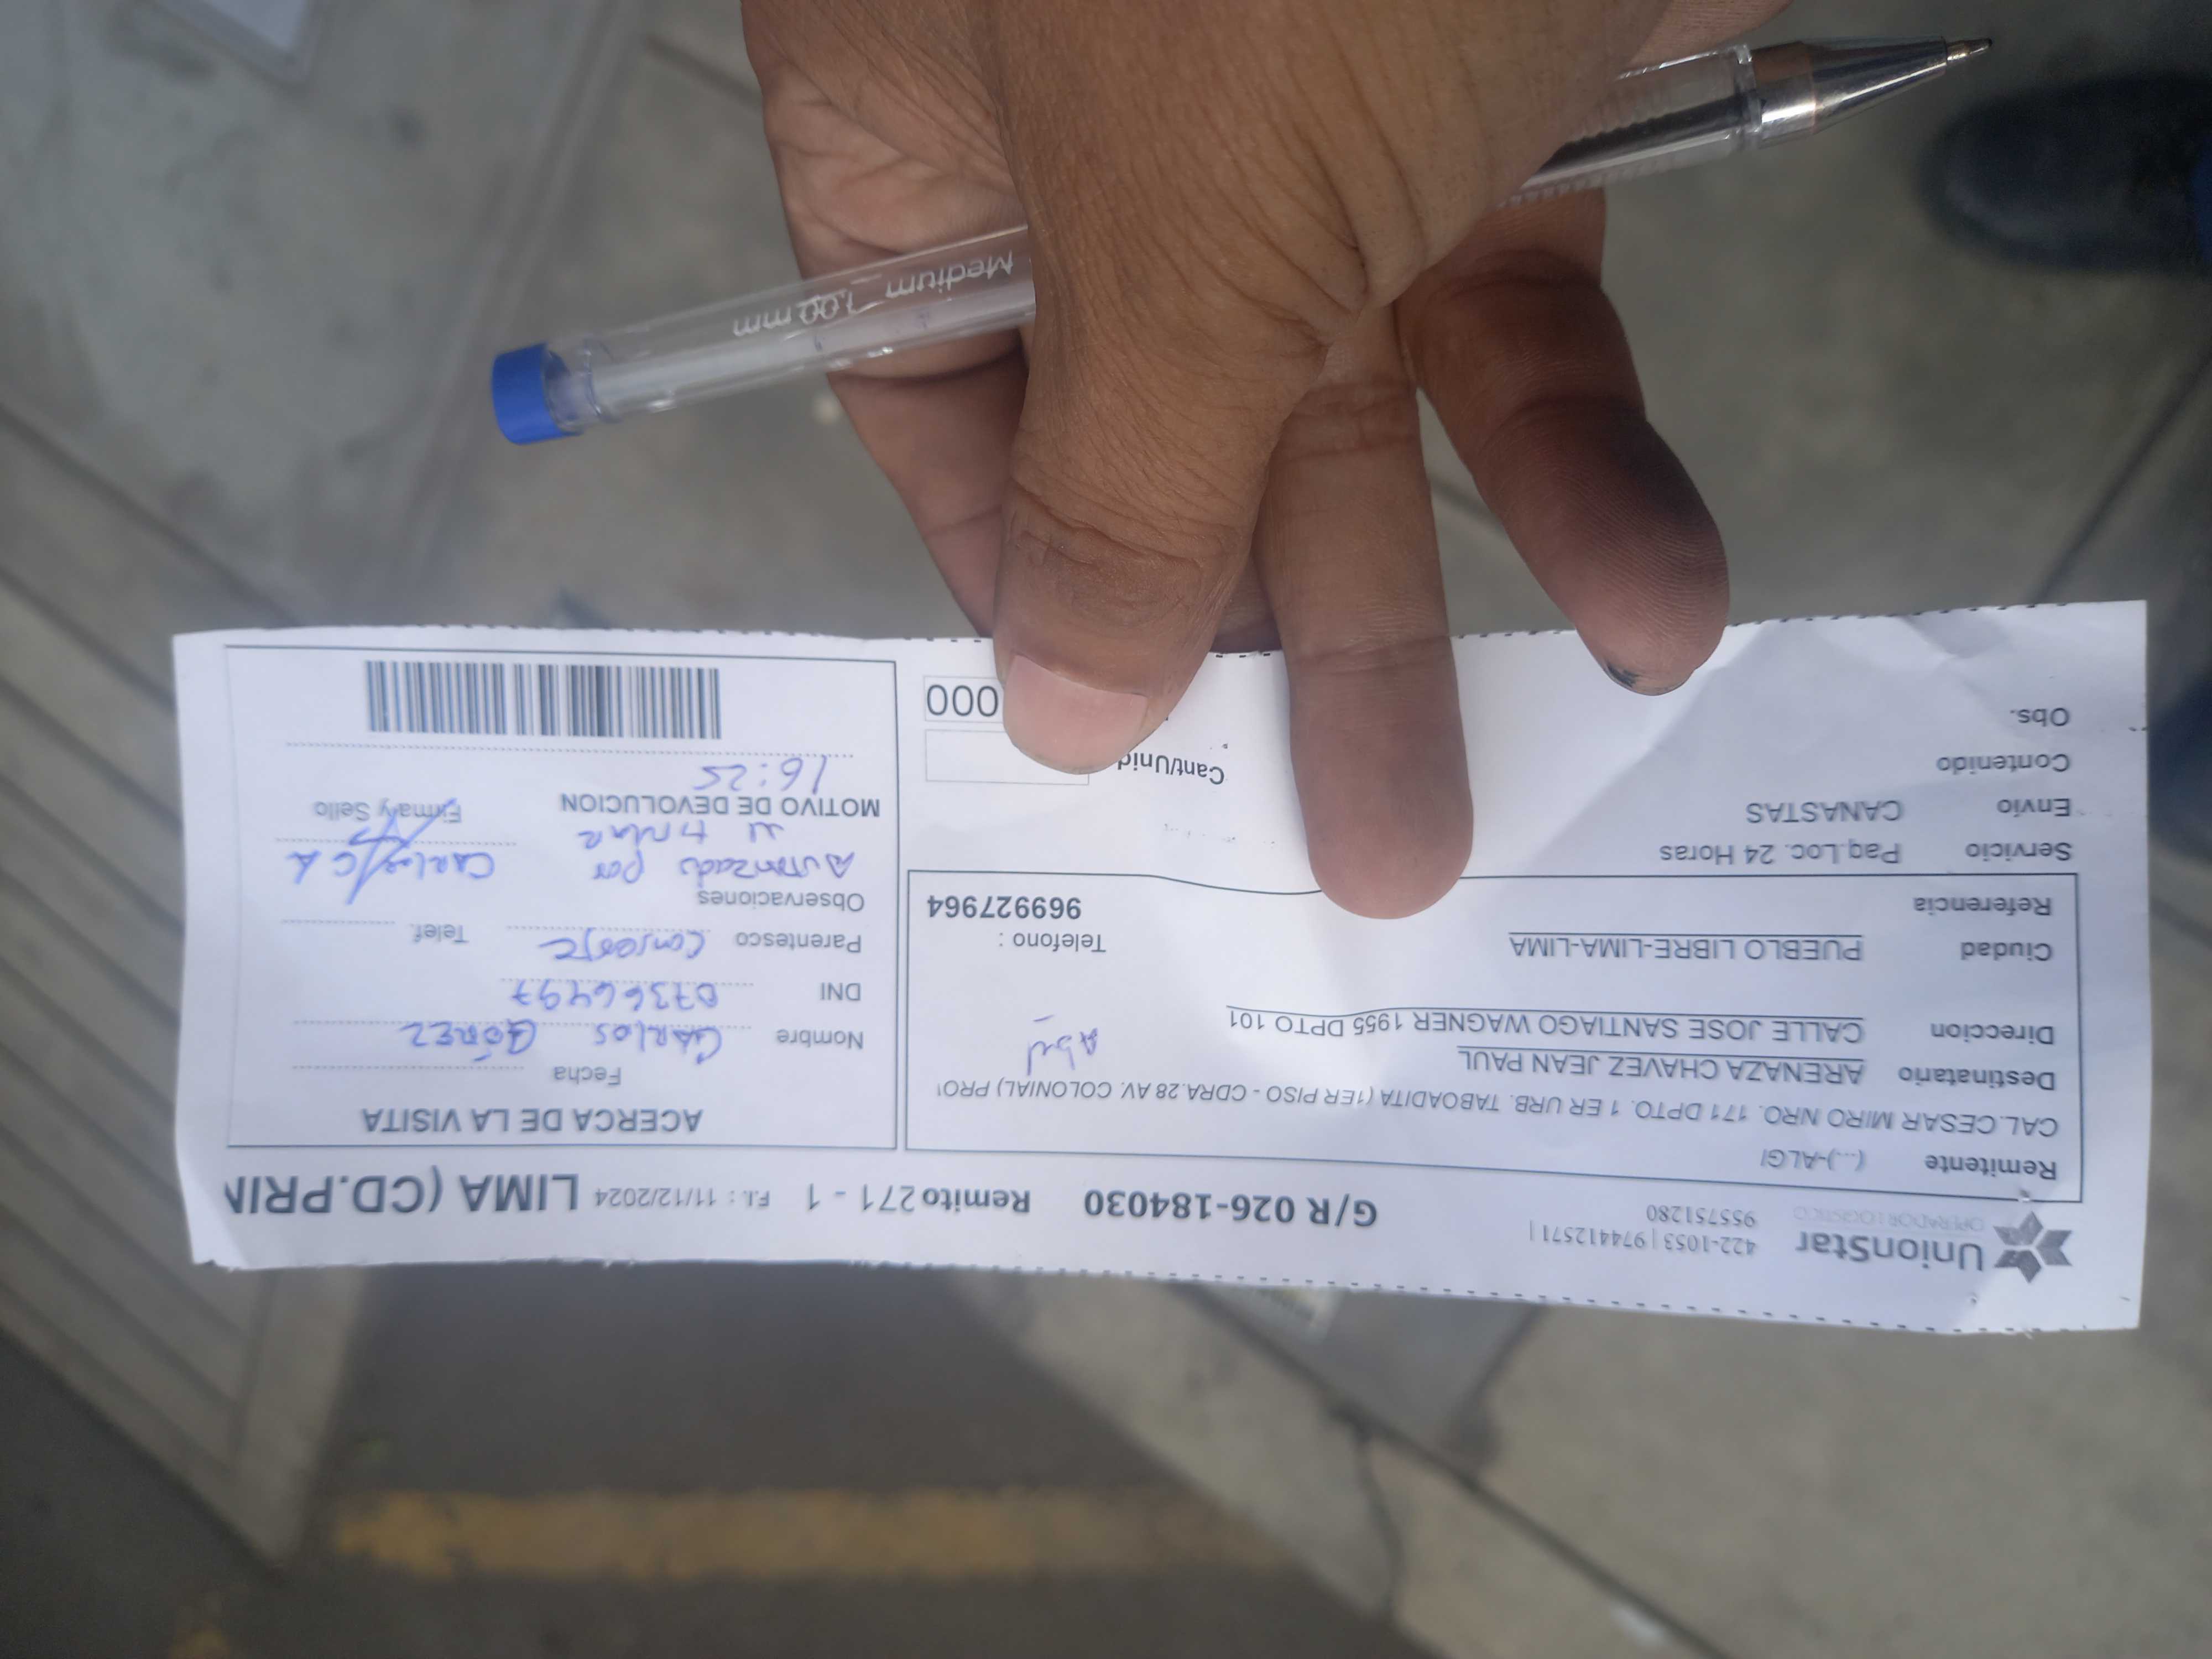 UnionStar
OPERADOR LOGISTICO
422-1053 | 974412571 |
955751280
G/R 026-184030
Remito 271 - 1
F.I. : 11/12/2024
LIMA (CD.PRIN
Remitente (...)-ALGI
CAL.CESAR MIRO NRO. 171 DPTO. 1 ER URB. TABOADITA (1ER PISO - CDRA.28 AV. COLONIAL) PRO
Destinatario ARENAZA CHAVEZ JEAN PAUL
Direccion CALLE JOSE SANTIAGO WAGNER 1955 DPTO 101
Ciudad PUEBLO LIBRE-LIMA-LIMA
Telefono :
Referencia
969927964
Servicio Paq.Loc. 24 Horas
Envio CANASTAS
Contenido
Cant/Unid
Obs.
000
ACERCA DE LA VISITA
Fecha
Nombre CARLOS GÓMEZ
DNI 07366497
Parentesco Conserje Telef.
Observaciones
Autorizado por
el titular
Carlos
Firma y Sello
MOTIVO DE DEVOLUCION
16:25
Medium 1.00 mm